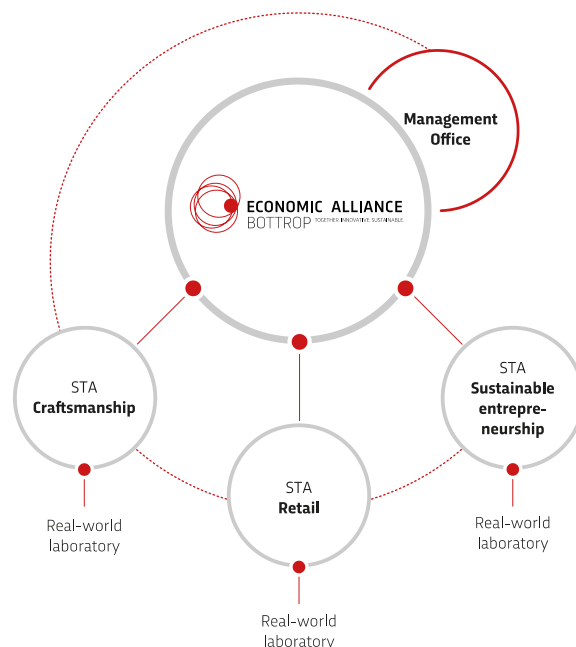 Management
Office
ECONOMIC ALLIANCE
BOTTROP TOGETHER. INNOVATIVE. SUSTAINABLE.
STA
Craftsmanship
STA
Sustainable
entrepre-
neurship
STA
Retail
Real-world
laboratory
Real-world
laboratory
Real-world
laboratory